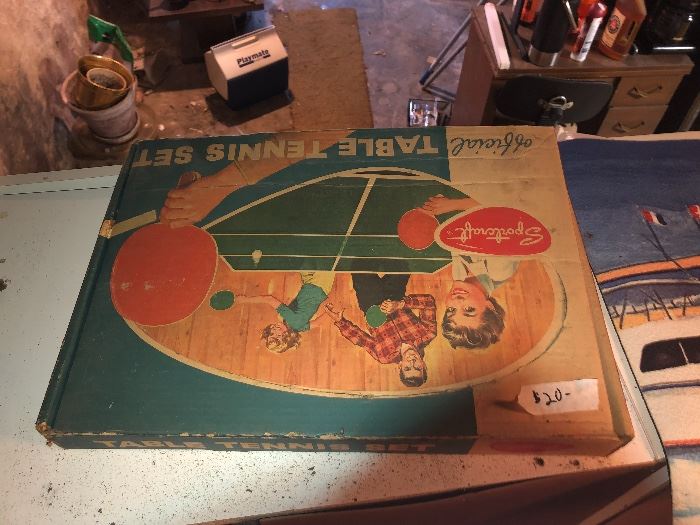 Playmate
official TABLE TENNIS SET
Sportcraft
$20-
TABLE TENNIS SET